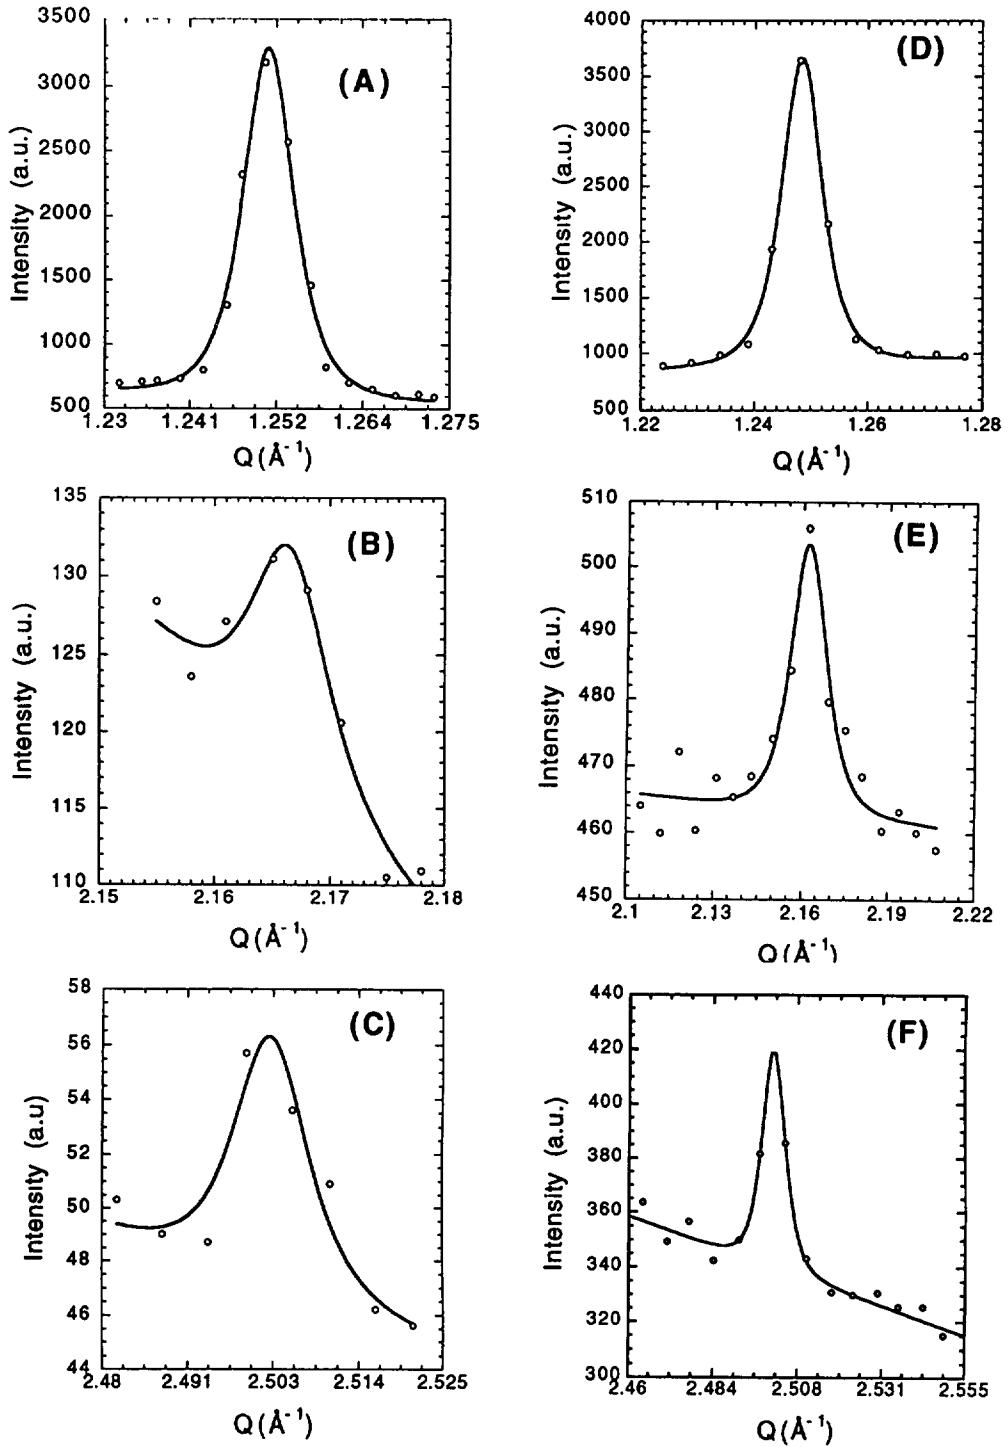 3500
3000
2500
2000
1500
1000
500
Intensity (a.u.)
(A)
1.23 1.241 1.252 1.264 1.275
Q (Å-1)
4000
3500
3000
2500
2000
1500
1000
500
Intensity (a.u.)
(D)
1.22 1.24 1.26 1.28
Q (Å-1)
135
130
125
120
115
110
Intensity (a.u.)
(B)
2.15 2.16 2.17 2.18
Q (Å-1)
510
500
490
480
470
460
450
Intensity (a.u.)
(E)
2.1 2.13 2.16 2.19 2.22
Q (Å-1)
58
56
54
52
50
48
46
44
Intensity (a.u)
(C)
2.48 2.491 2.503 2.514 2.525
Q (Å-1)
440
420
400
380
360
340
320
300
Intensity (a.u.)
(F)
2.46 2.484 2.508 2.531 2.555
Q (Å-1)